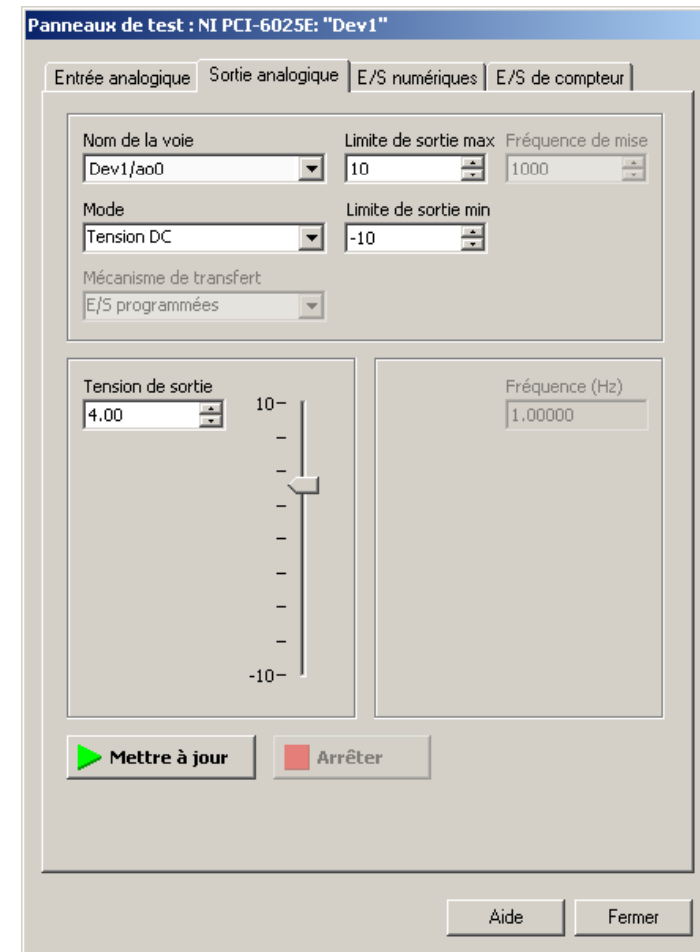 Panneaux de test : NI PCI-6025E: "Dev1"
Entrée analogique Sortie analogique E/S numériques E/S de compteur
Nom de la voie Limite de sortie max Fréquence de mise
Dev1/ao0 10 1000
Mode Limite de sortie min
Tension DC -10
Mécanisme de transfert
E/S programmées
Tension de sortie Fréquence (Hz)
4.00 10 1.00000
-10
Mettre à jour Arrêter
Aide Fermer